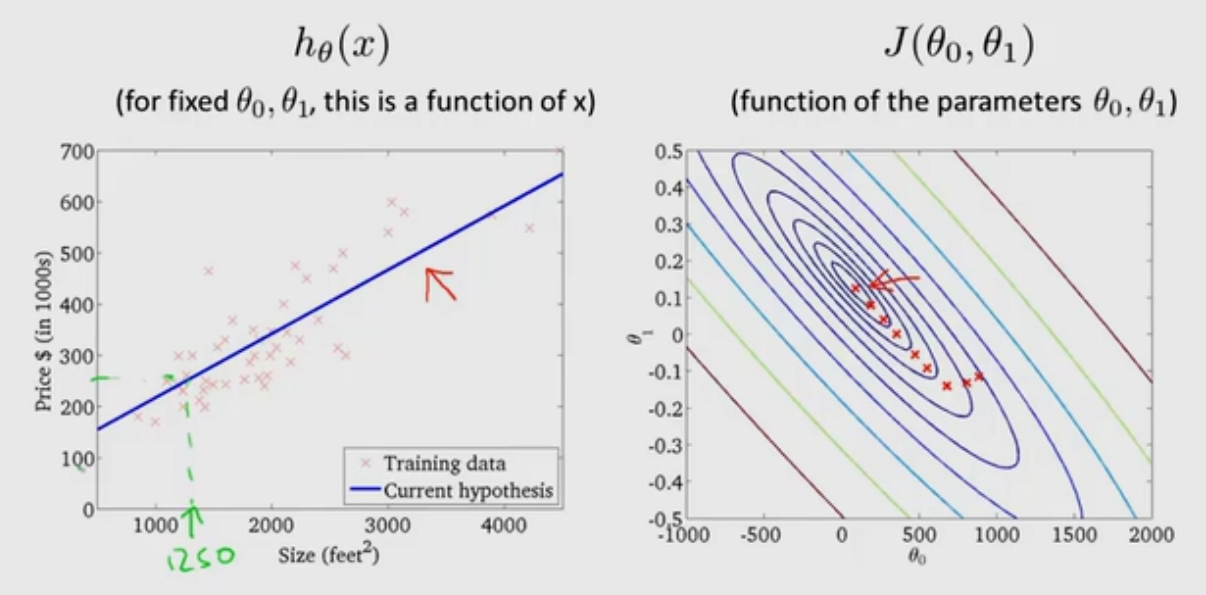 h_θ(x)
(for fixed θ₀, θ₁, this is a function of x)
700
600
500
400
300
200
100
0
Price $ (in 1000s)
1000 2000 3000 4000
Size (feet²)
1250
Training data
Current hypothesis
J(θ₀, θ₁)
(function of the parameters θ₀, θ₁)
0.5
0.4
0.3
0.2
0.1
0
-0.1
-0.2
-0.3
-0.4
-0.5
θ₁
-1000 -500 0 500 1000 1500 2000
θ₀